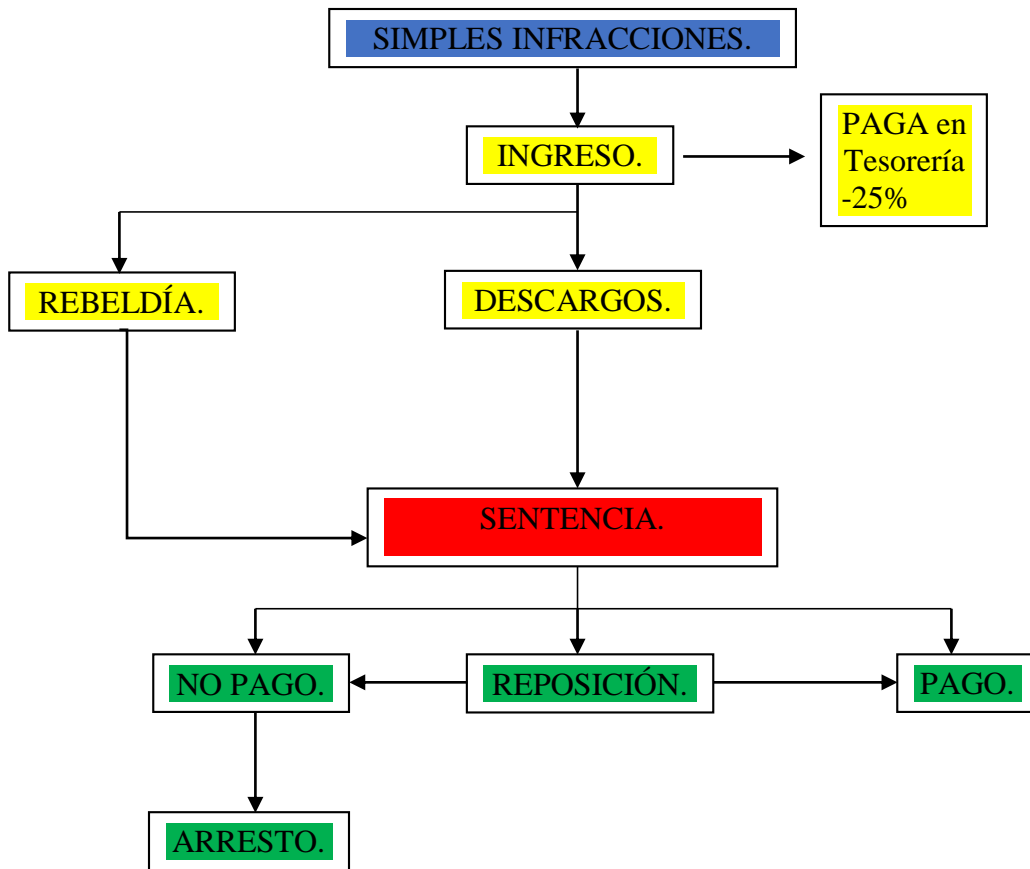 SIMPLES INFRACCIONES.
INGRESO.
PAGA en
Tesorería
-25%
REBELDÍA.
DESCARGOS.
SENTENCIA.
NO PAGO.
REPOSICIÓN.
PAGO.
ARRESTO.